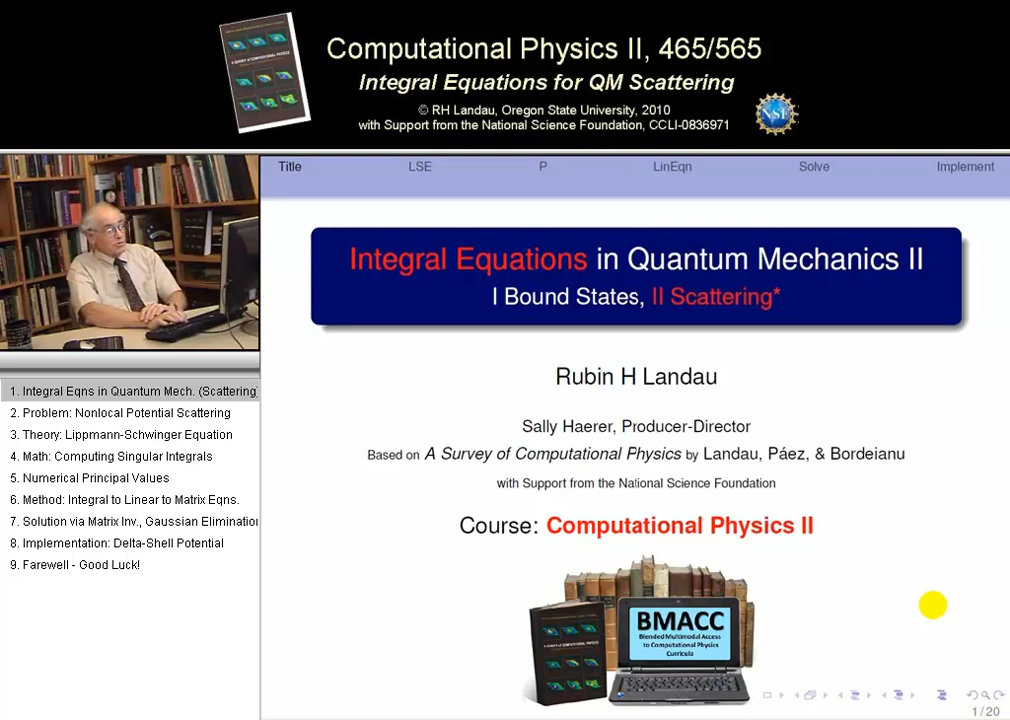 Computational Physics II, 465/565
Integral Equations for QM Scattering
© RH Landau, Oregon State University, 2010
with Support from the National Science Foundation, CCLI-0836971
NSF
Title LSE P LinEqn Solve Implement
Integral Equations in Quantum Mechanics II
I Bound States, II Scattering*
Rubin H Landau
Sally Haerer, Producer-Director
Based on A Survey of Computational Physics by Landau, Páez, & Bordeianu
with Support from the National Science Foundation
Course: Computational Physics II
BMACC
Blended Multimodal Access
to Computational Physics
Curricula
1 / 20
1. Integral Eqns in Quantum Mech. (Scattering)
2. Problem: Nonlocal Potential Scattering
3. Theory: Lippmann-Schwinger Equation
4. Math: Computing Singular Integrals
5. Numerical Principal Values
6. Method: Integral to Linear to Matrix Eqns.
7. Solution via Matrix Inv., Gaussian Eliminatio
8. Implementation: Delta-Shell Potential
9. Farewell - Good Luck!